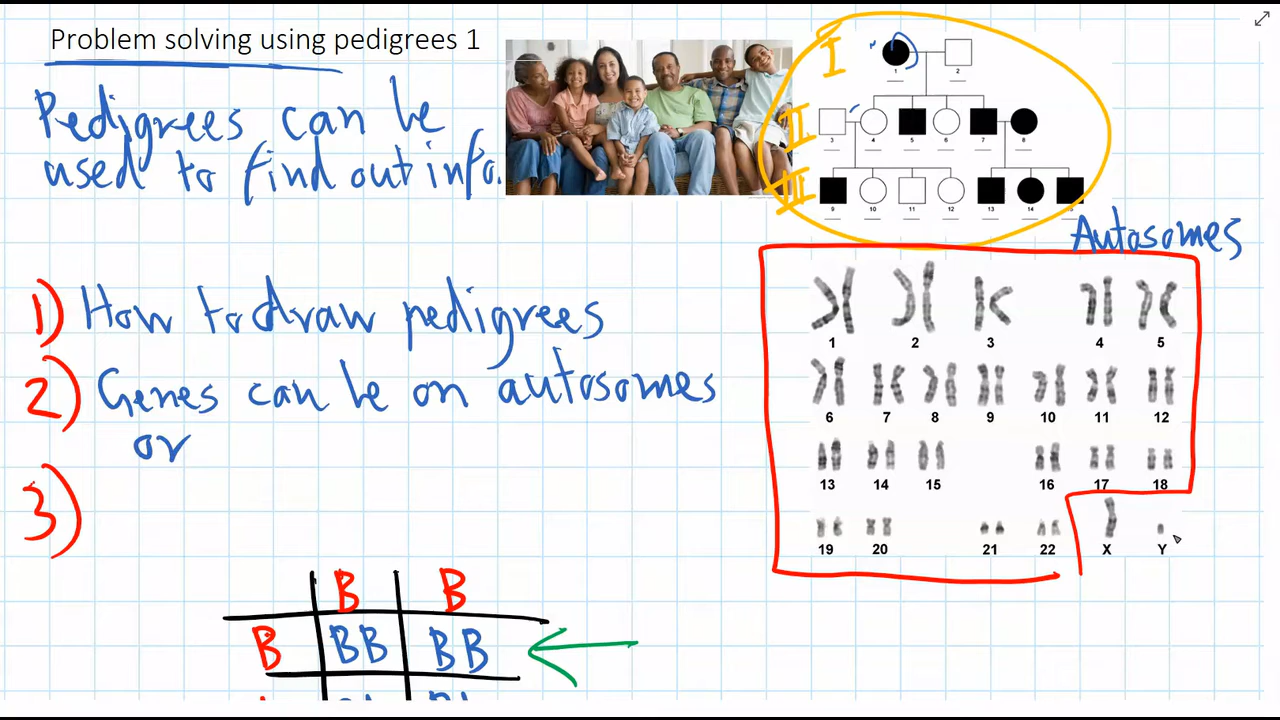 Problem solving using pedigrees 1
Pedigrees can be
used to find out info.
1) How to draw pedigrees
2) Genes can be on autosomes
or
3)
B B
B BB BB
I
1 2
II
3 4 5 6 7 8
III
9 10 11 12 13 14
Autosomes
1 2 3 4 5
6 7 8 9 10 11 12
13 14 15 16 17 18
19 20 21 22 X Y